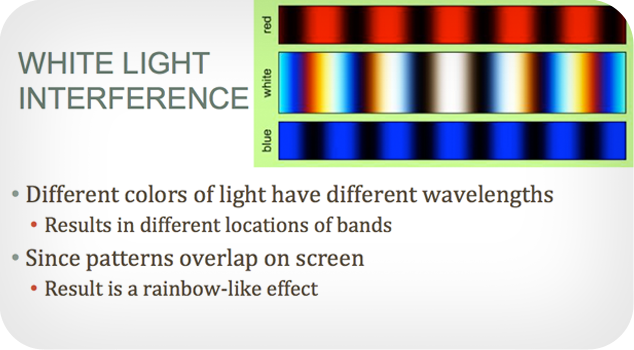 WHITE LIGHT
INTERFERENCE
red
white
blue
• Different colors of light have different wavelengths
• Results in different locations of bands
• Since patterns overlap on screen
• Result is a rainbow-like effect